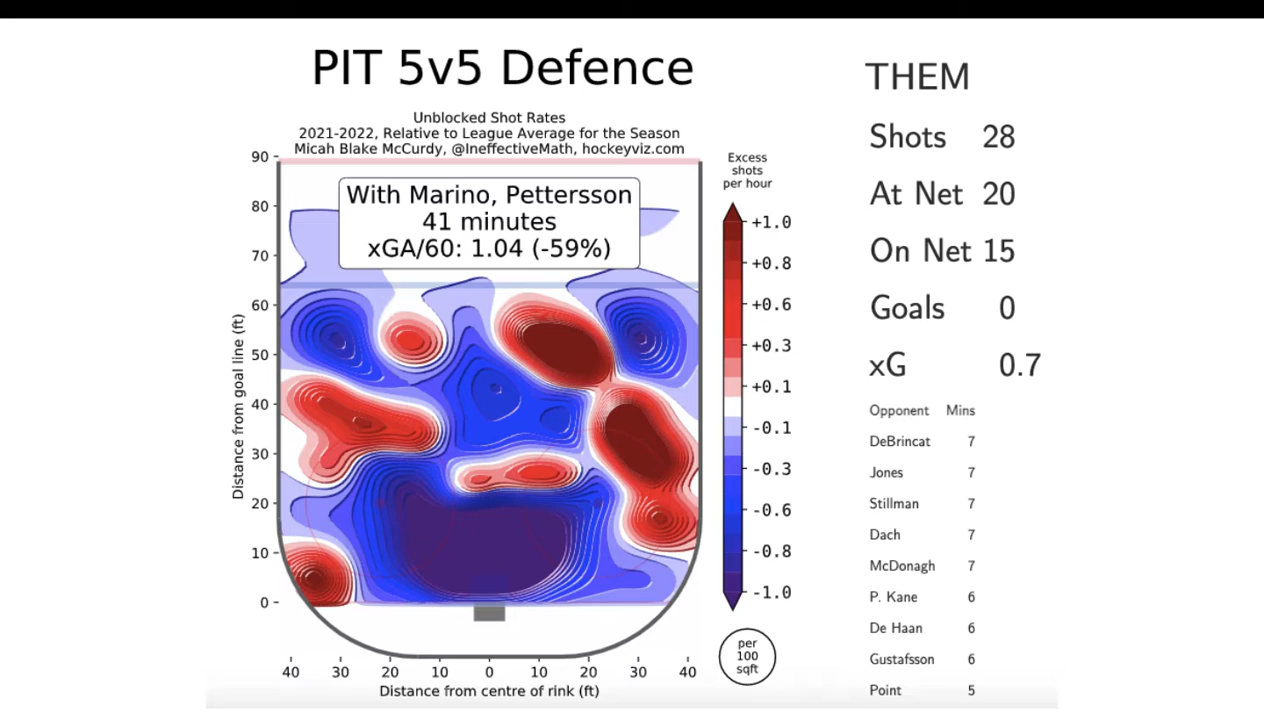 PIT 5v5 Defence
Unblocked Shot Rates
2021-2022, Relative to League Average for the Season
Micah Blake McCurdy, @IneffectiveMath, hockeyviz.com
With Marino, Pettersson
41 minutes
xGA/60: 1.04 (-59%)
Distance from goal line (ft)
90
80
70
60
50
40
30
20
10
0
40 30 20 10 0 10 20 30 40
Distance from centre of rink (ft)
Excess
shots
per hour
+1.0
+0.8
+0.6
+0.3
+0.1
-0.1
-0.3
-0.6
-0.8
-1.0
per
100
sqft
THEM
Shots 28
At Net 20
On Net 15
Goals 0
xG 0.7
Opponent Mins
DeBrincat 7
Jones 7
Stillman 7
Dach 7
McDonagh 7
P. Kane 6
De Haan 6
Gustafsson 6
Point 5